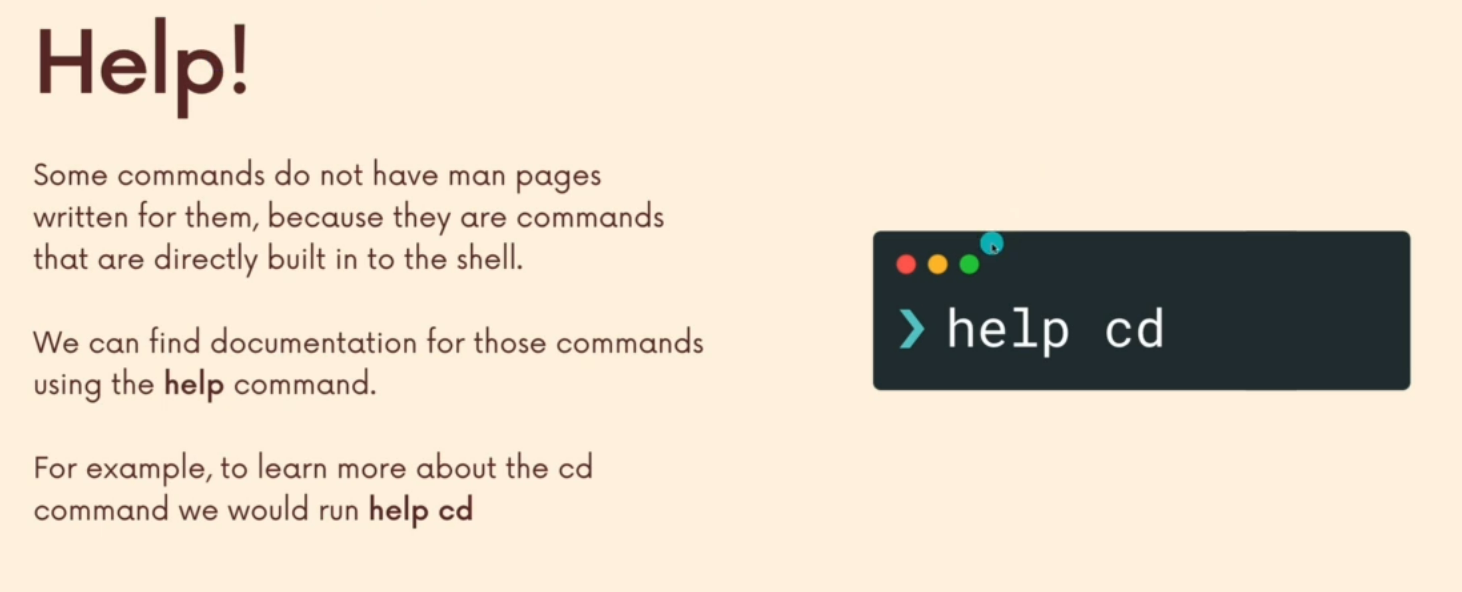 Help!
Some commands do not have man pages
written for them, because they are commands
that are directly built in to the shell.
We can find documentation for those commands
using the help command.
For example, to learn more about the cd
command we would run help cd
❯ help cd